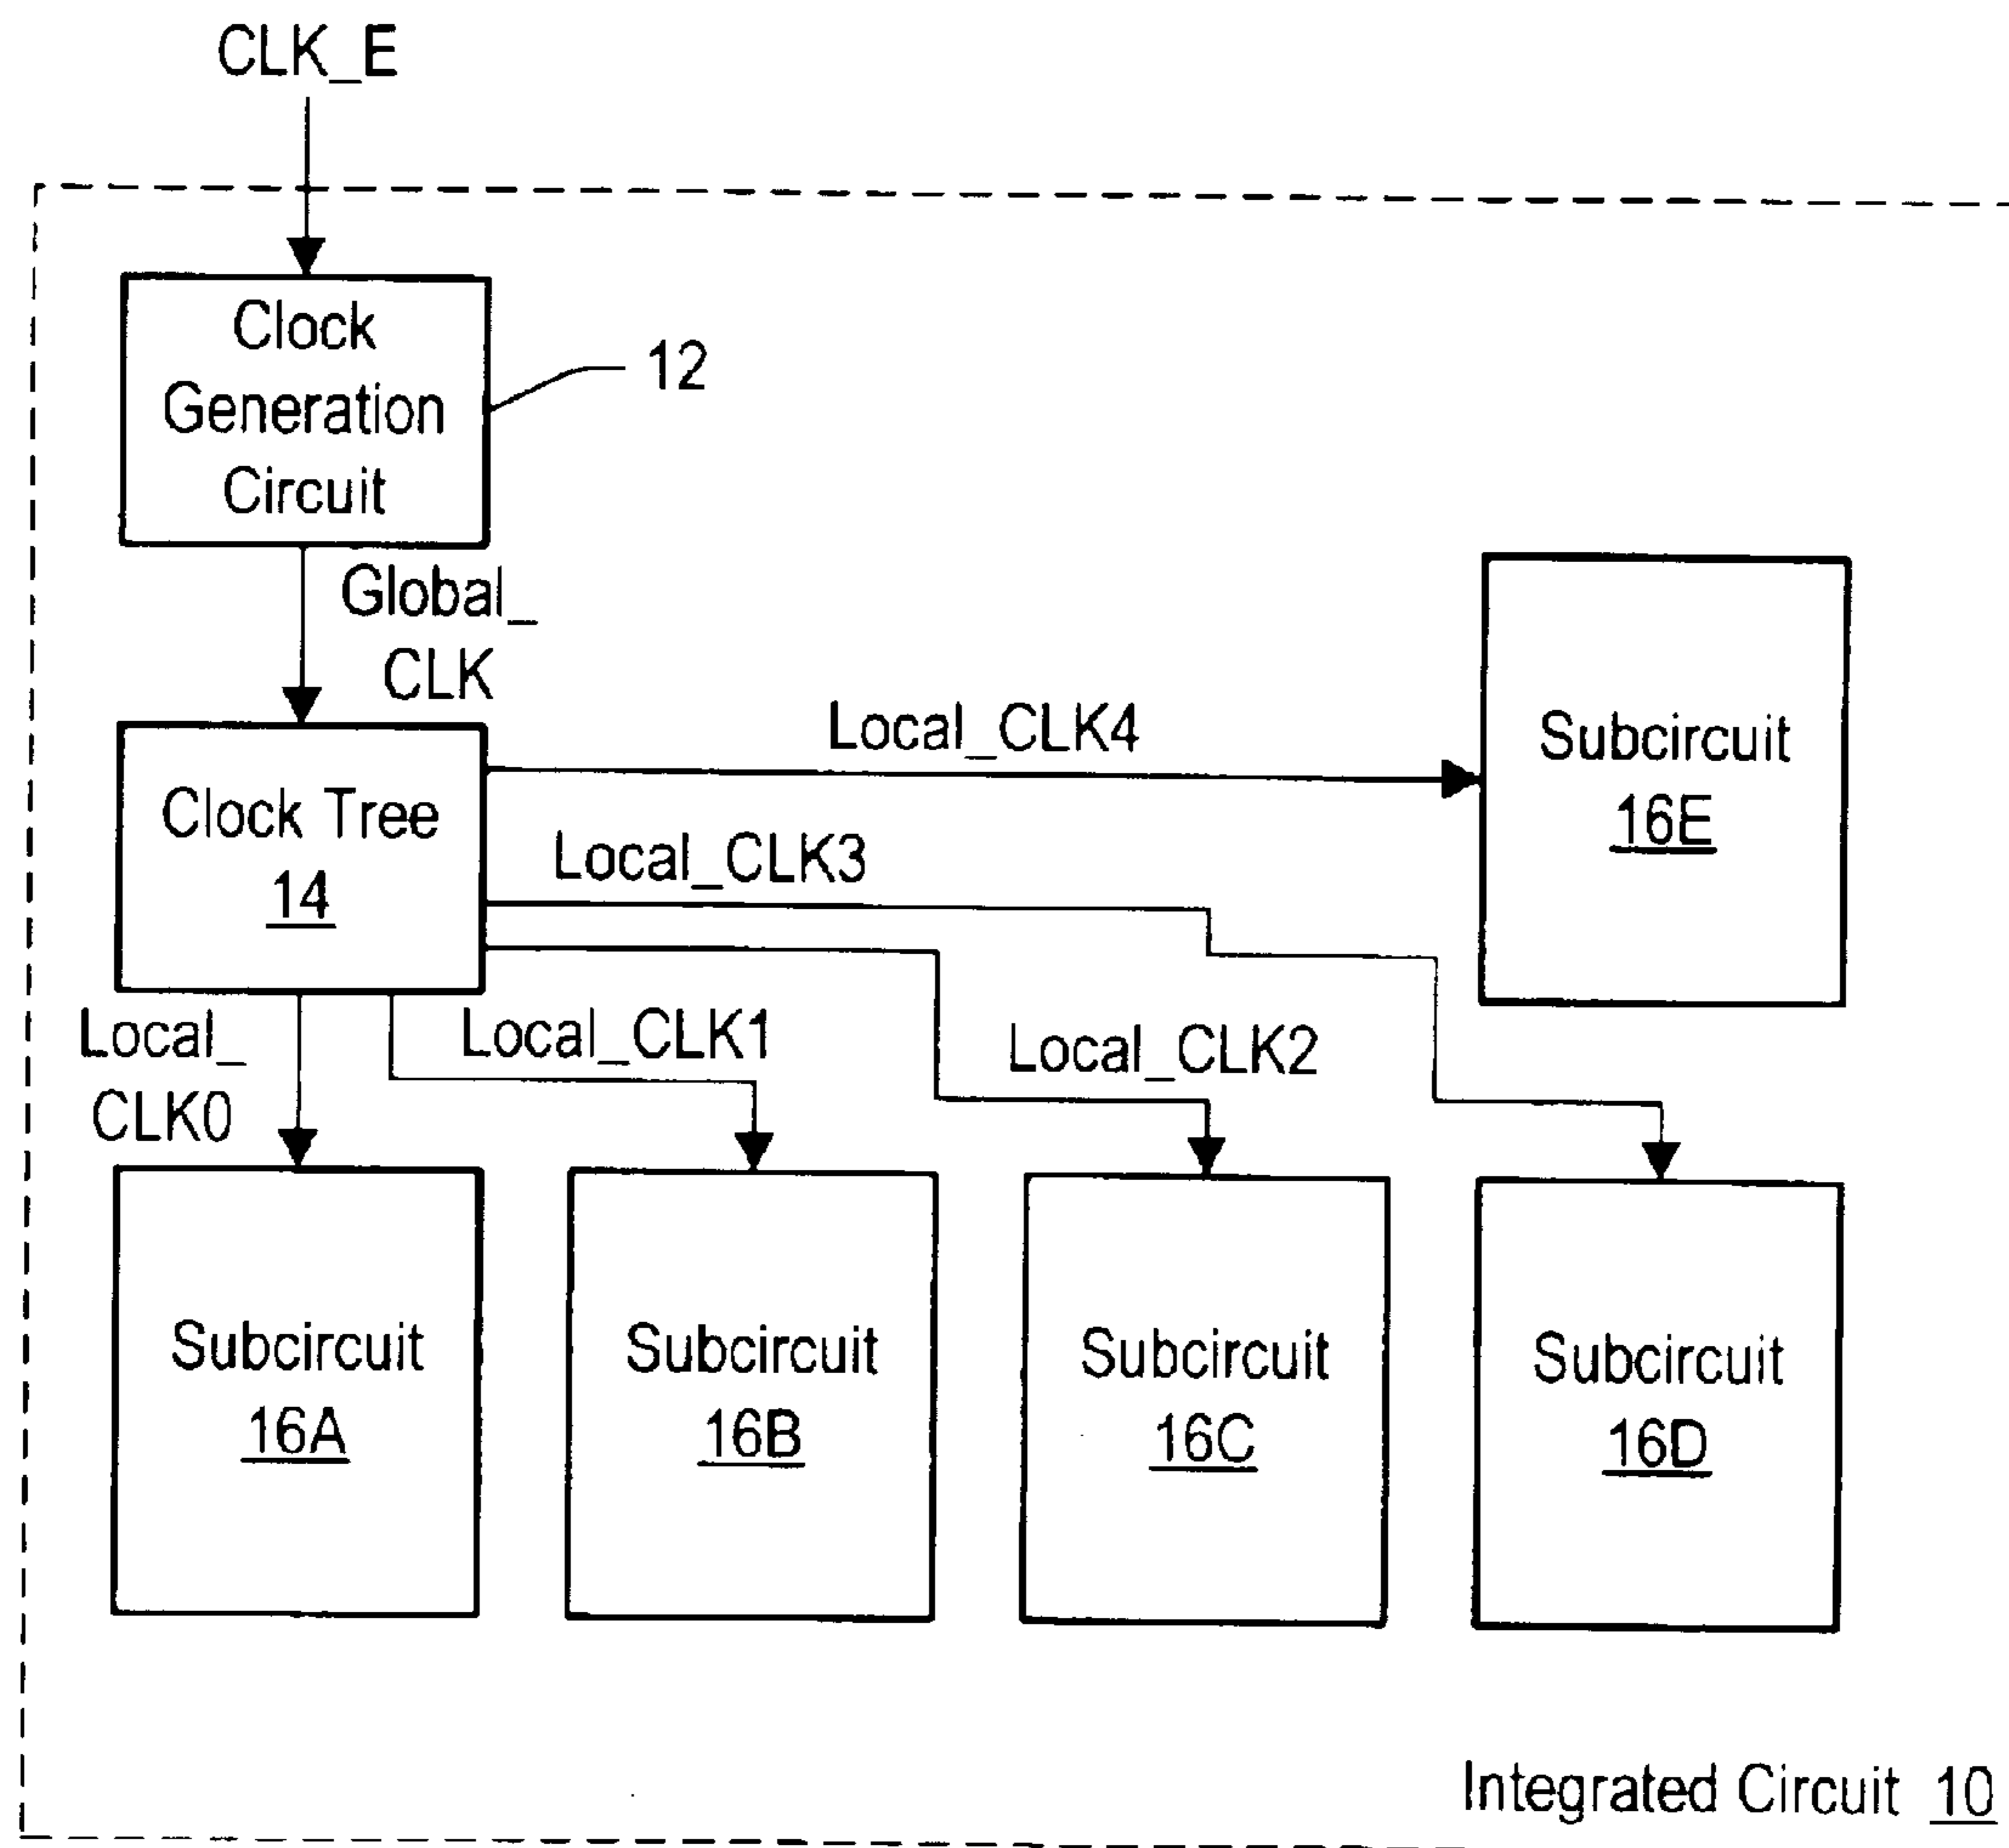 CLK_E
Clock
Generation
Circuit
12
Global_
CLK
Clock Tree
14
Local_CLK4
Subcircuit
16E
Local_CLK3
Local_
CLK0
Local_CLK1
Local_CLK2
Subcircuit
16A
Subcircuit
16B
Subcircuit
16C
Subcircuit
16D
Integrated Circuit 10